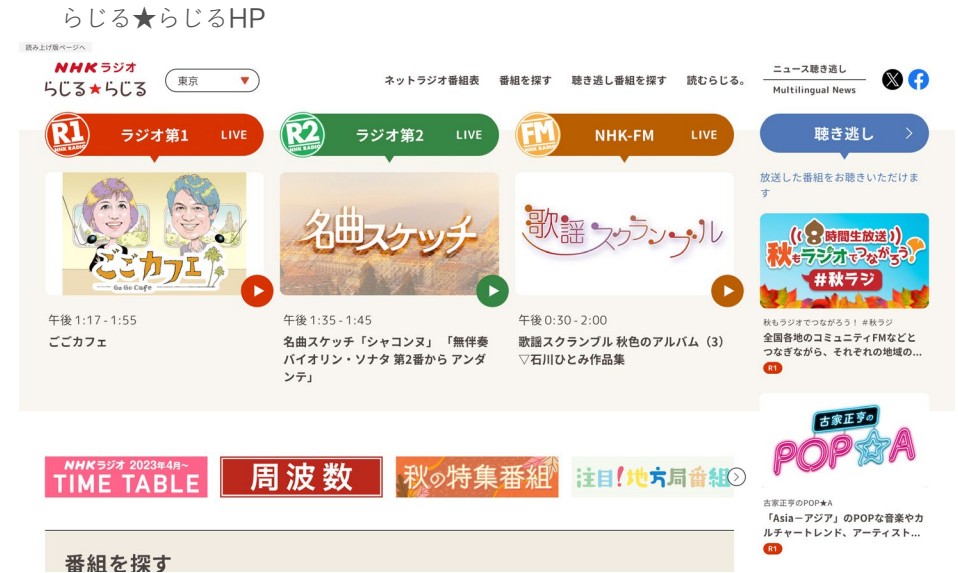 らじる★らじるHP
読み上げ版ページへ
NHKラジオ
らじる★らじる
東京
ネットラジオ番組表 番組を探す 聴き逃し番組を探す 読むらじる。
ニュース聴き逃し
Multilingual News
R1 NHK RADIO ラジオ第1 LIVE
R2 NHK RADIO ラジオ第2 LIVE
FM NHK RADIO NHK-FM LIVE
聴き逃し
放送した番組をお聴きいただけま
す
ごごカフェ
Go Go Cafe
名曲スケッチ
歌謡スクランブル
午後1:17-1:55
ごごカフェ
午後1:35-1:45
名曲スケッチ「シャコンヌ」「無伴奏
バイオリン・ソナタ 第2番から アンダ
ンテ」
午後0:30-2:00
歌謡スクランブル 秋色のアルバム（3）
▽石川ひとみ作品集
((8時間生放送))
秋もラジオでつながろう!
#秋ラジ
秋もラジオでつながろう！ #秋ラジ
全国各地のコミュニティFMなどと
つなぎながら、それぞれの地域の...
R1
古家正亨の
POP☆A
古家正亨のPOP★A
「Asia－アジア」のPOPな音楽やカ
ルチャートレンド、アーティスト...
R1
NHKラジオ 2023年4月~
TIME TABLE
周波数
秋の特集番組
注目!地方局番組
番組を探す